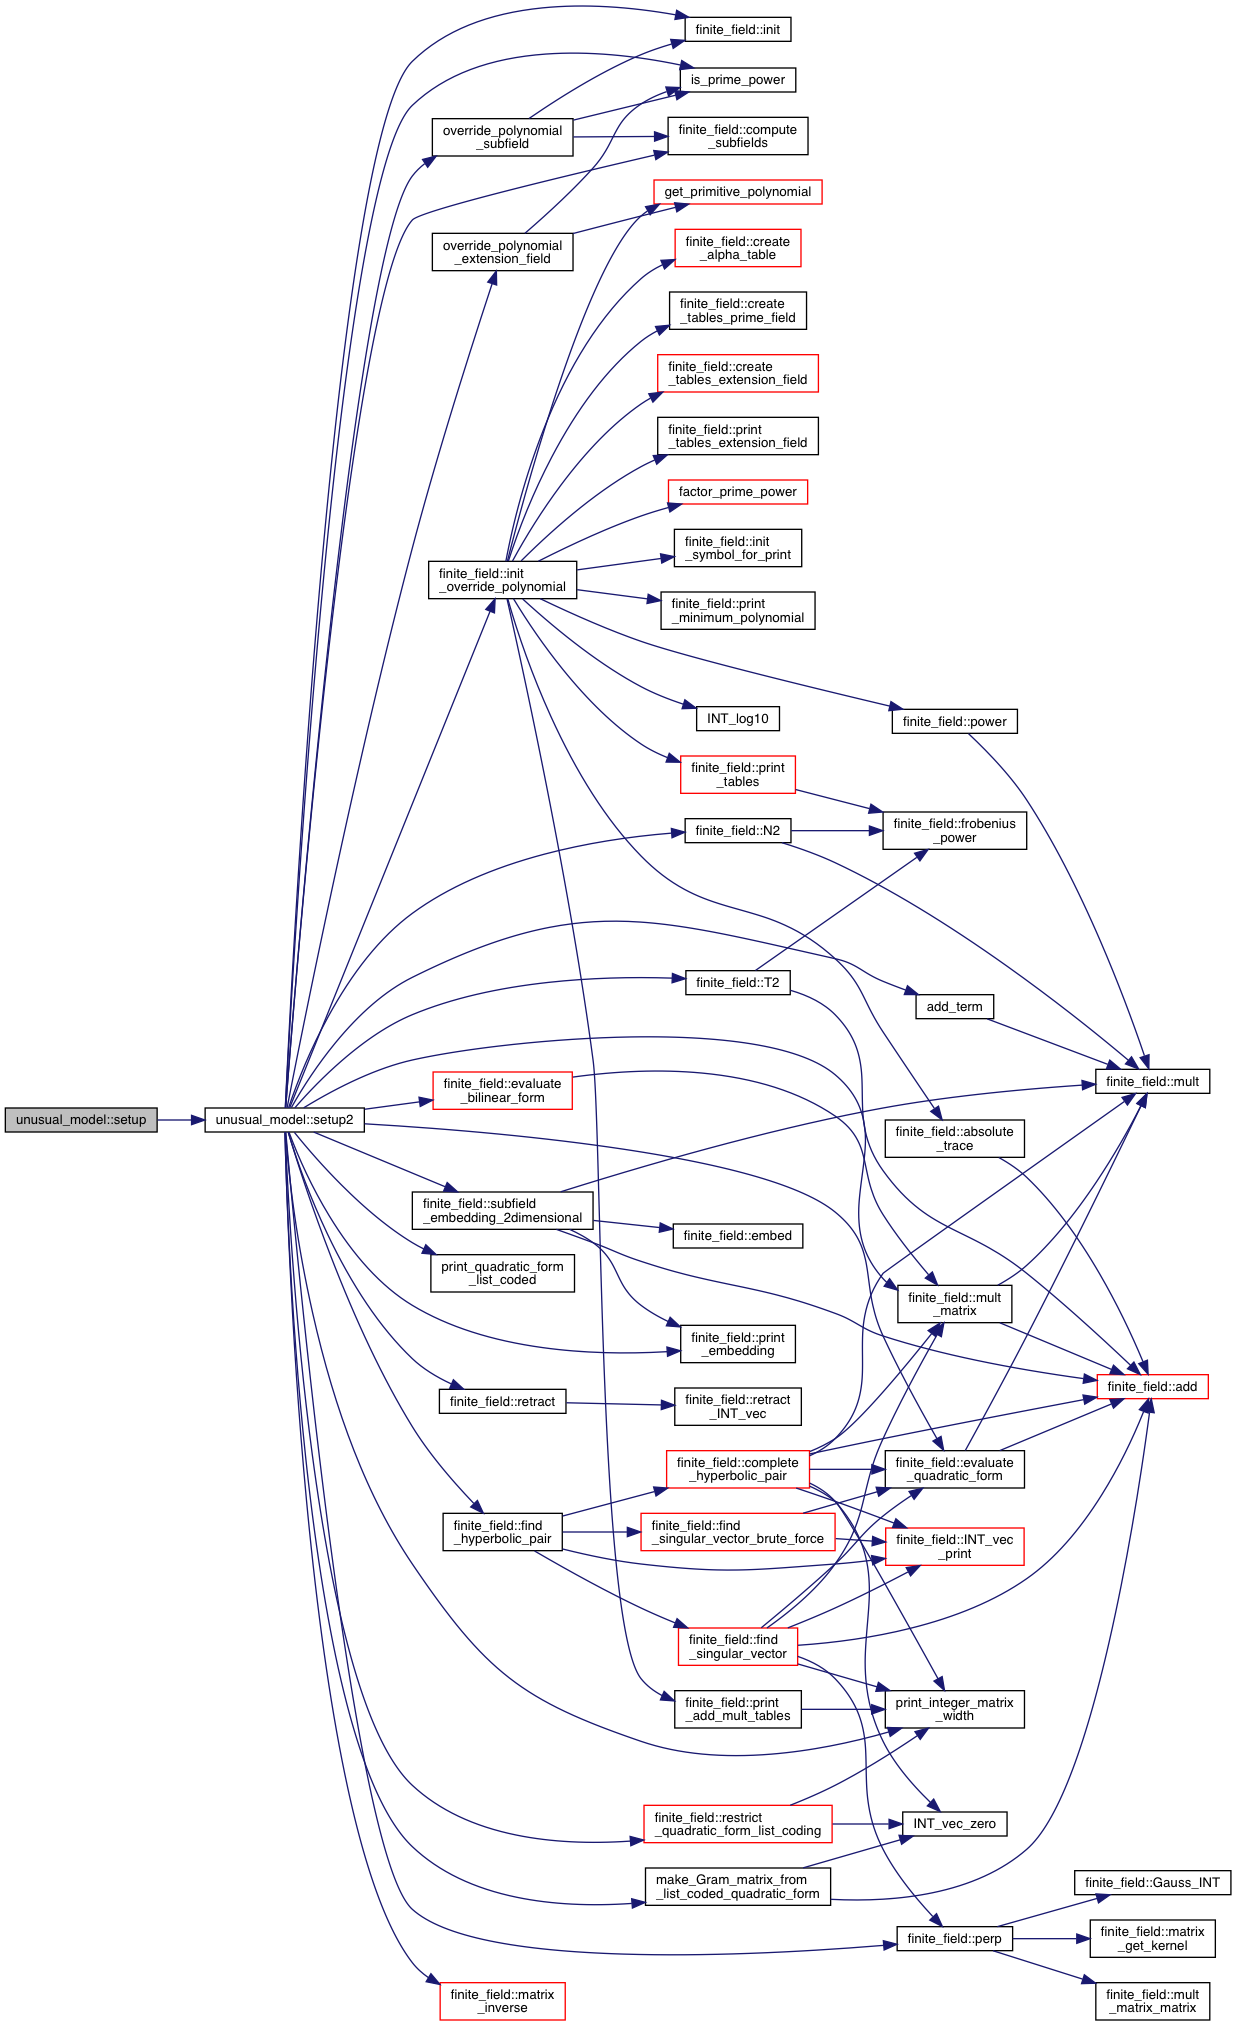 finite_field::init
is_prime_power
override_polynomial
_subfield
finite_field::compute
_subfields
get_primitive_polynomial
override_polynomial
_extension_field
finite_field::create
_alpha_table
finite_field::create
_tables_prime_field
finite_field::create
_tables_extension_field
finite_field::print
_tables_extension_field
factor_prime_power
finite_field::init
_symbol_for_print
finite_field::init
_override_polynomial
finite_field::print
_minimum_polynomial
INT_log10
finite_field::power
finite_field::print
_tables
finite_field::N2
finite_field::frobenius
_power
finite_field::T2
add_term
finite_field::evaluate
_bilinear_form
finite_field::mult
unusual_model::setup
unusual_model::setup2
finite_field::absolute
_trace
finite_field::subfield
_embedding_2dimensional
finite_field::embed
print_quadratic_form
_list_coded
finite_field::mult
_matrix
finite_field::print
_embedding
finite_field::add
finite_field::retract
finite_field::retract
_INT_vec
finite_field::complete
_hyperbolic_pair
finite_field::evaluate
_quadratic_form
finite_field::find
_hyperbolic_pair
finite_field::find
_singular_vector_brute_force
finite_field::INT_vec
_print
finite_field::find
_singular_vector
finite_field::print
_add_mult_tables
print_integer_matrix
_width
finite_field::restrict
_quadratic_form_list_coding
INT_vec_zero
make_Gram_matrix_from
_list_coded_quadratic_form
finite_field::Gauss_INT
finite_field::perp
finite_field::matrix
_get_kernel
finite_field::matrix
_inverse
finite_field::mult
_matrix_matrix